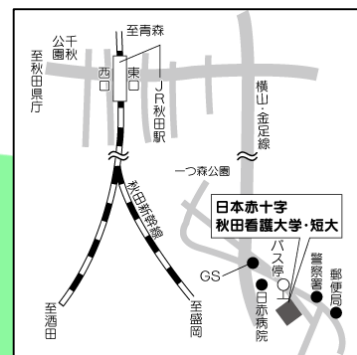 至青森
千秋
公園
至秋田県庁
西口
東口
JR秋田駅
横山・金足線
一つ森公園
秋田新幹線
日本赤十字
秋田看護大学・短大
バス停
警察署
郵便局
GS
日赤病院
至酒田
至盛岡